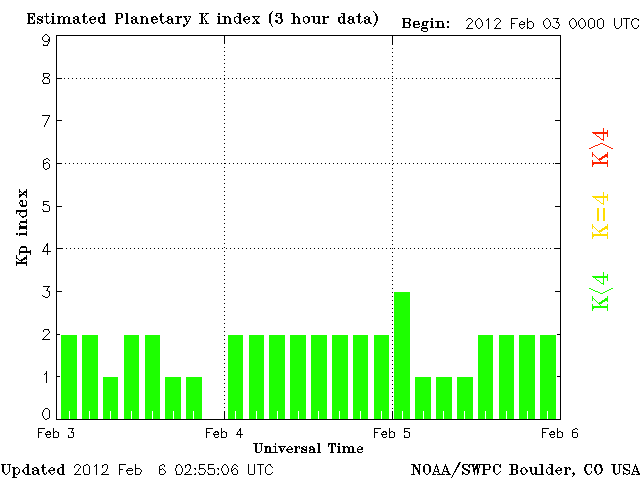 Estimated Planetary K index (3 hour data) Begin: 2012 Feb 03 0000 UTC
9
8
7
6
5
4
3
2
1
0
Kp index
K>4
K=4
K<4
Feb 3 Feb 4 Feb 5 Feb 6
Universal Time
Updated 2012 Feb 6 02:55:06 UTC NOAA/SWPC Boulder, CO USA